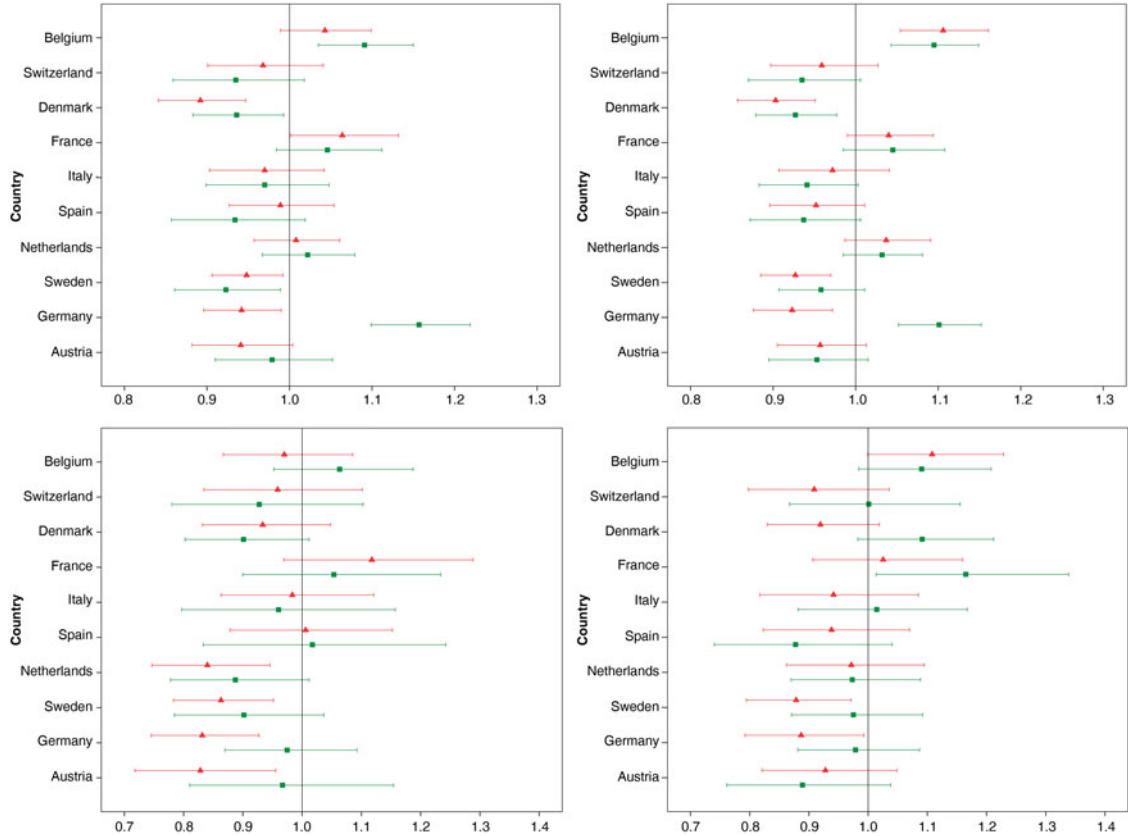 Belgium
Switzerland
Denmark
France
Italy
Spain
Netherlands
Sweden
Germany
Austria
Country
0.8 0.9 1.0 1.1 1.2 1.3
Belgium
Switzerland
Denmark
France
Italy
Spain
Netherlands
Sweden
Germany
Austria
Country
0.8 0.9 1.0 1.1 1.2 1.3
Belgium
Switzerland
Denmark
France
Italy
Spain
Netherlands
Sweden
Germany
Austria
Country
0.7 0.8 0.9 1.0 1.1 1.2 1.3 1.4
Belgium
Switzerland
Denmark
France
Italy
Spain
Netherlands
Sweden
Germany
Austria
Country
0.7 0.8 0.9 1.0 1.1 1.2 1.3 1.4